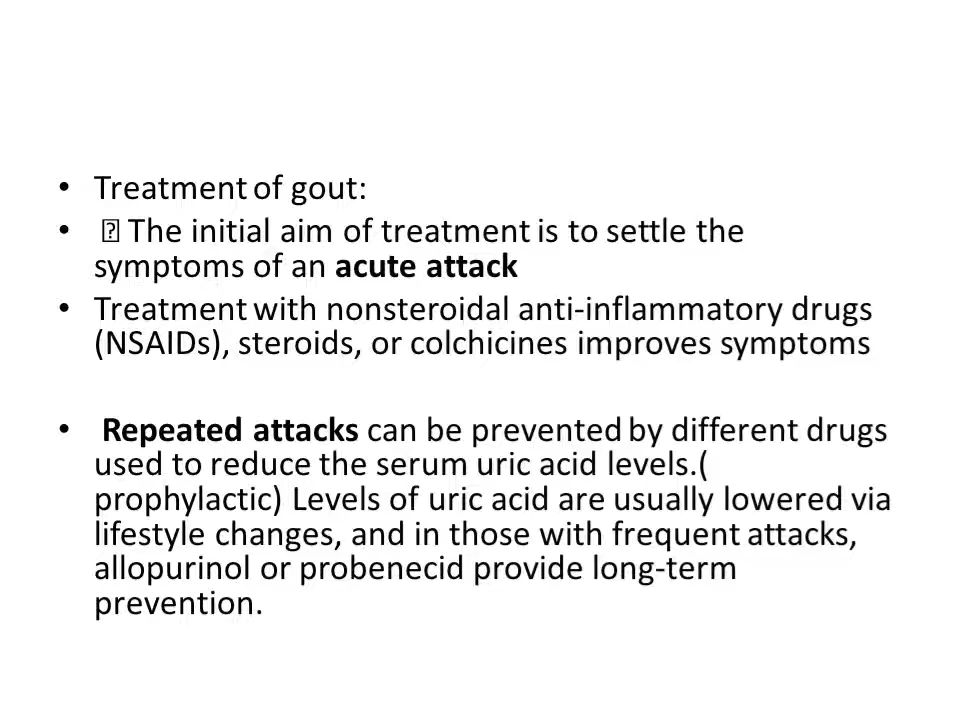 • Treatment of gout:
• ⍰ The initial aim of treatment is to settle the
symptoms of an acute attack
• Treatment with nonsteroidal anti-inflammatory drugs
(NSAIDs), steroids, or colchicines improves symptoms
• Repeated attacks can be prevented by different drugs
used to reduce the serum uric acid levels.(
prophylactic) Levels of uric acid are usually lowered via
lifestyle changes, and in those with frequent attacks,
allopurinol or probenecid provide long-term
prevention.